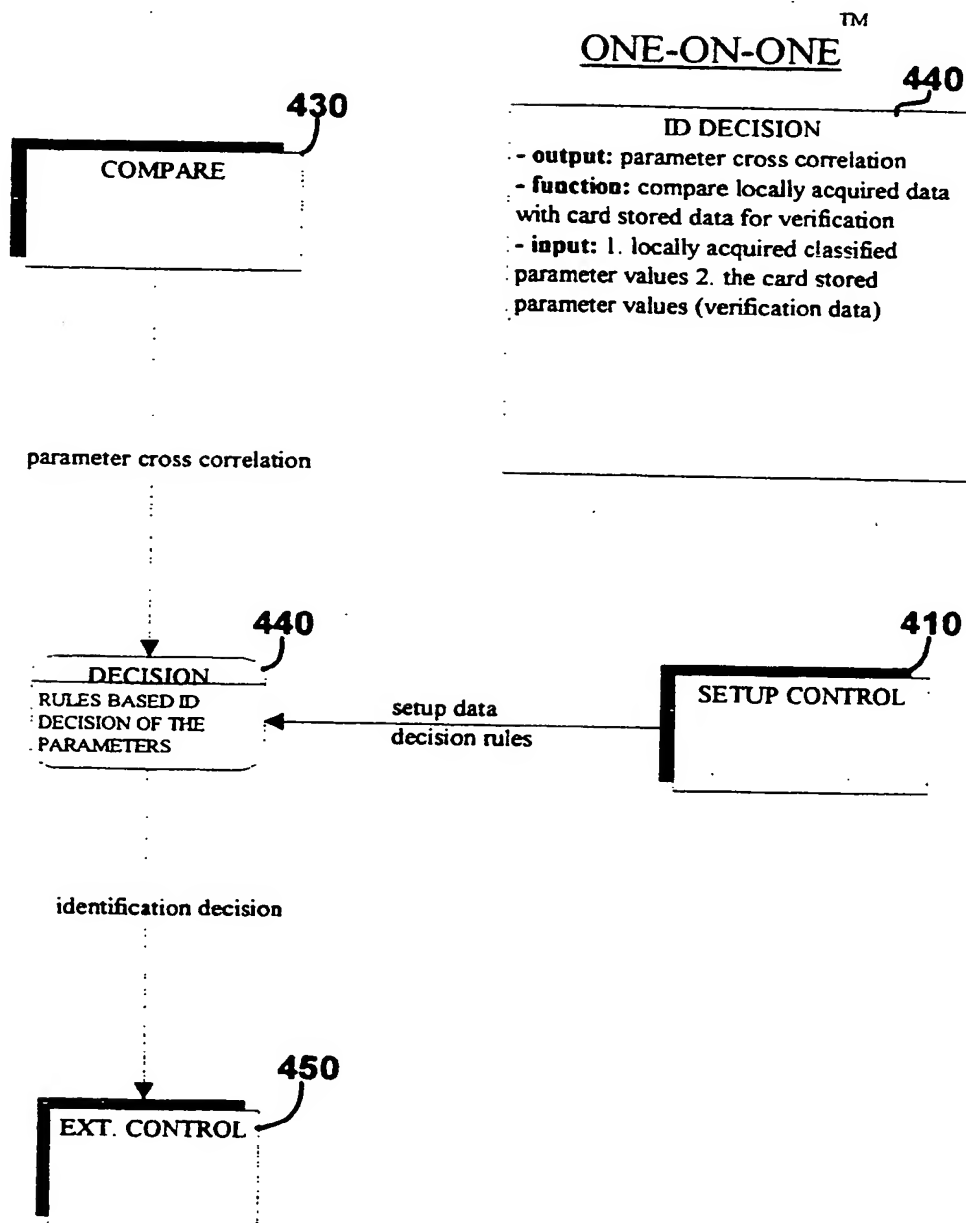 TM
ONE-ON-ONE
440
430
ID DECISION
- output: parameter cross correlation
- function: compare locally acquired data
with card stored data for verification
- input: 1. locally acquired classified
parameter values 2. the card stored
parameter values (verification data)
COMPARE
parameter cross correlation
440
DECISION
RULES BASED ID
DECISION OF THE
PARAMETERS
setup data
decision rules
410
SETUP CONTROL
identification decision
450
EXT. CONTROL